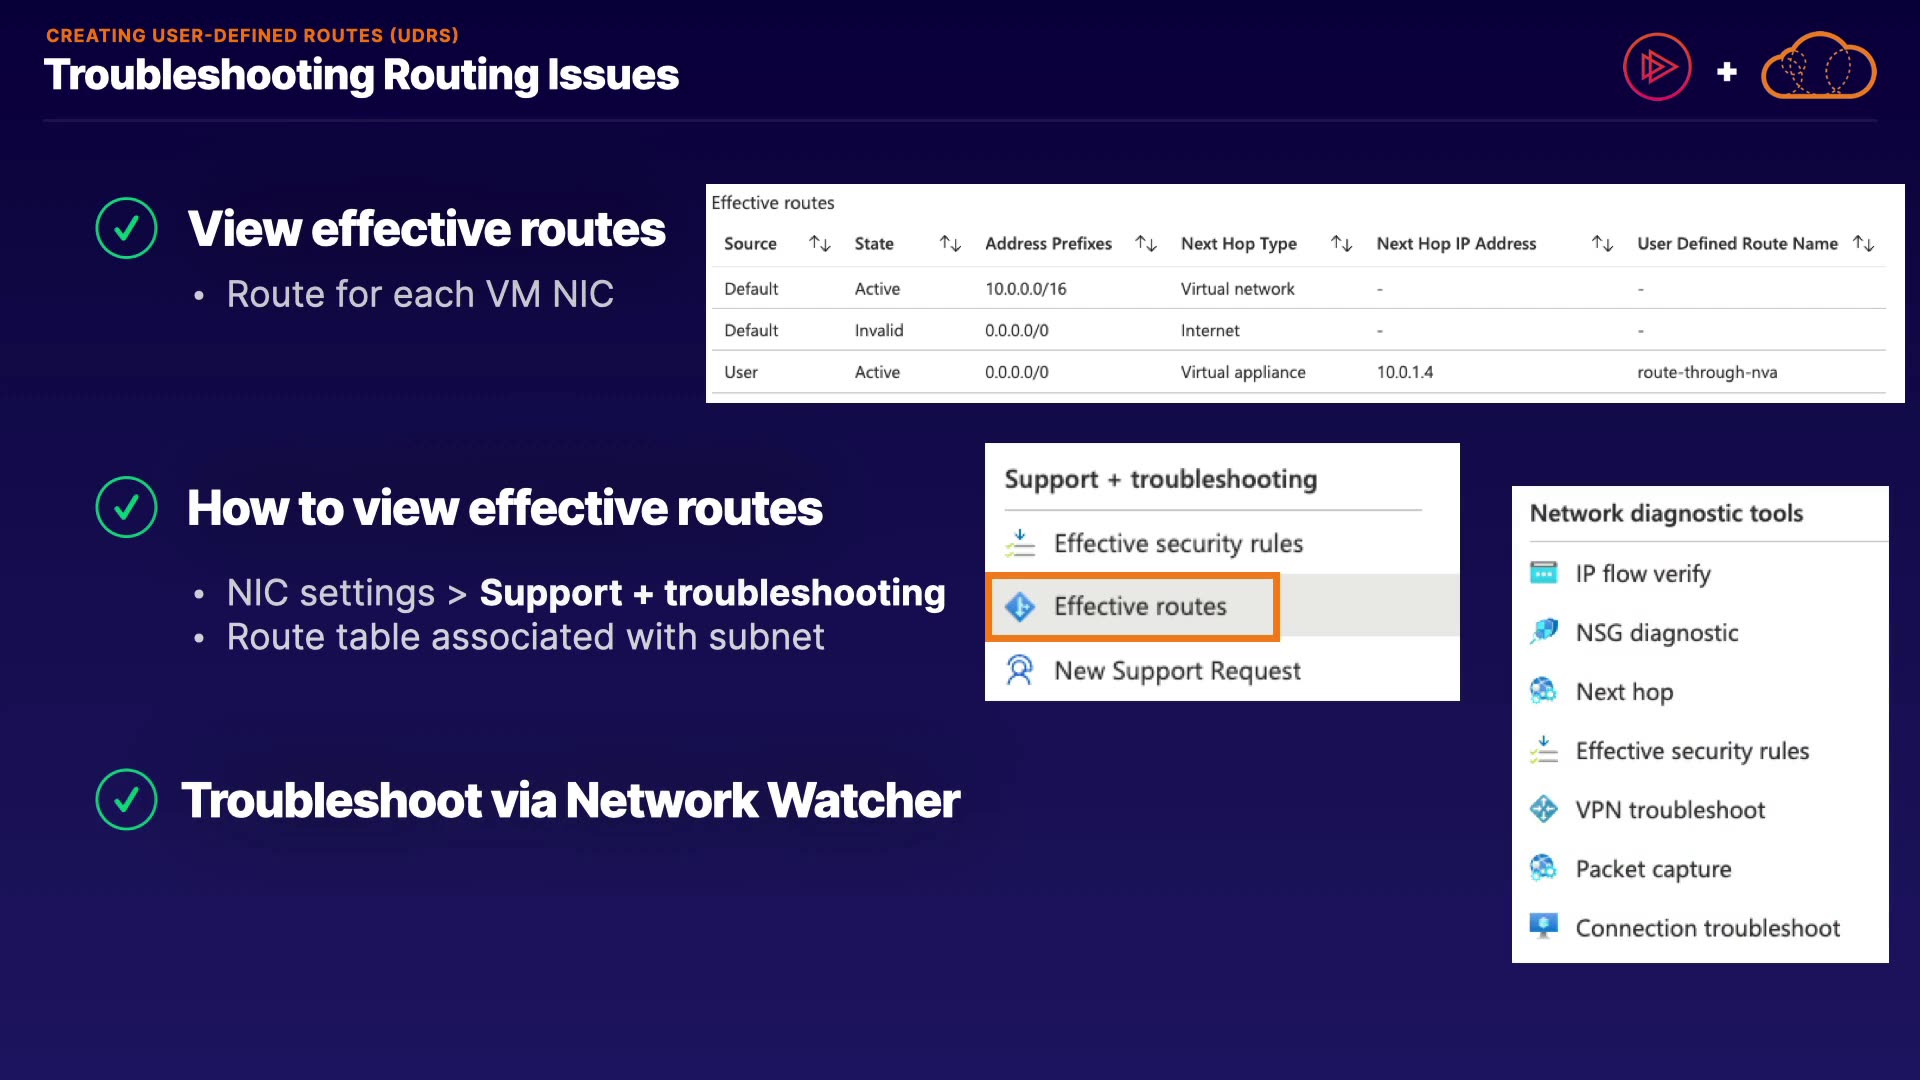 CREATING USER-DEFINED ROUTES (UDRS)
Troubleshooting Routing Issues
+
View effective routes
• Route for each VM NIC
Effective routes
Source State Address Prefixes Next Hop Type Next Hop IP Address User Defined Route Name
Default Active 10.0.0.0/16 Virtual network - -
Default Invalid 0.0.0.0/0 Internet - -
User Active 0.0.0.0/0 Virtual appliance 10.0.1.4 route-through-nva
How to view effective routes
• NIC settings > Support + troubleshooting
• Route table associated with subnet
Support + troubleshooting
Effective security rules
Effective routes
New Support Request
Network diagnostic tools
IP flow verify
NSG diagnostic
Next hop
Effective security rules
VPN troubleshoot
Packet capture
Connection troubleshoot
Troubleshoot via Network Watcher